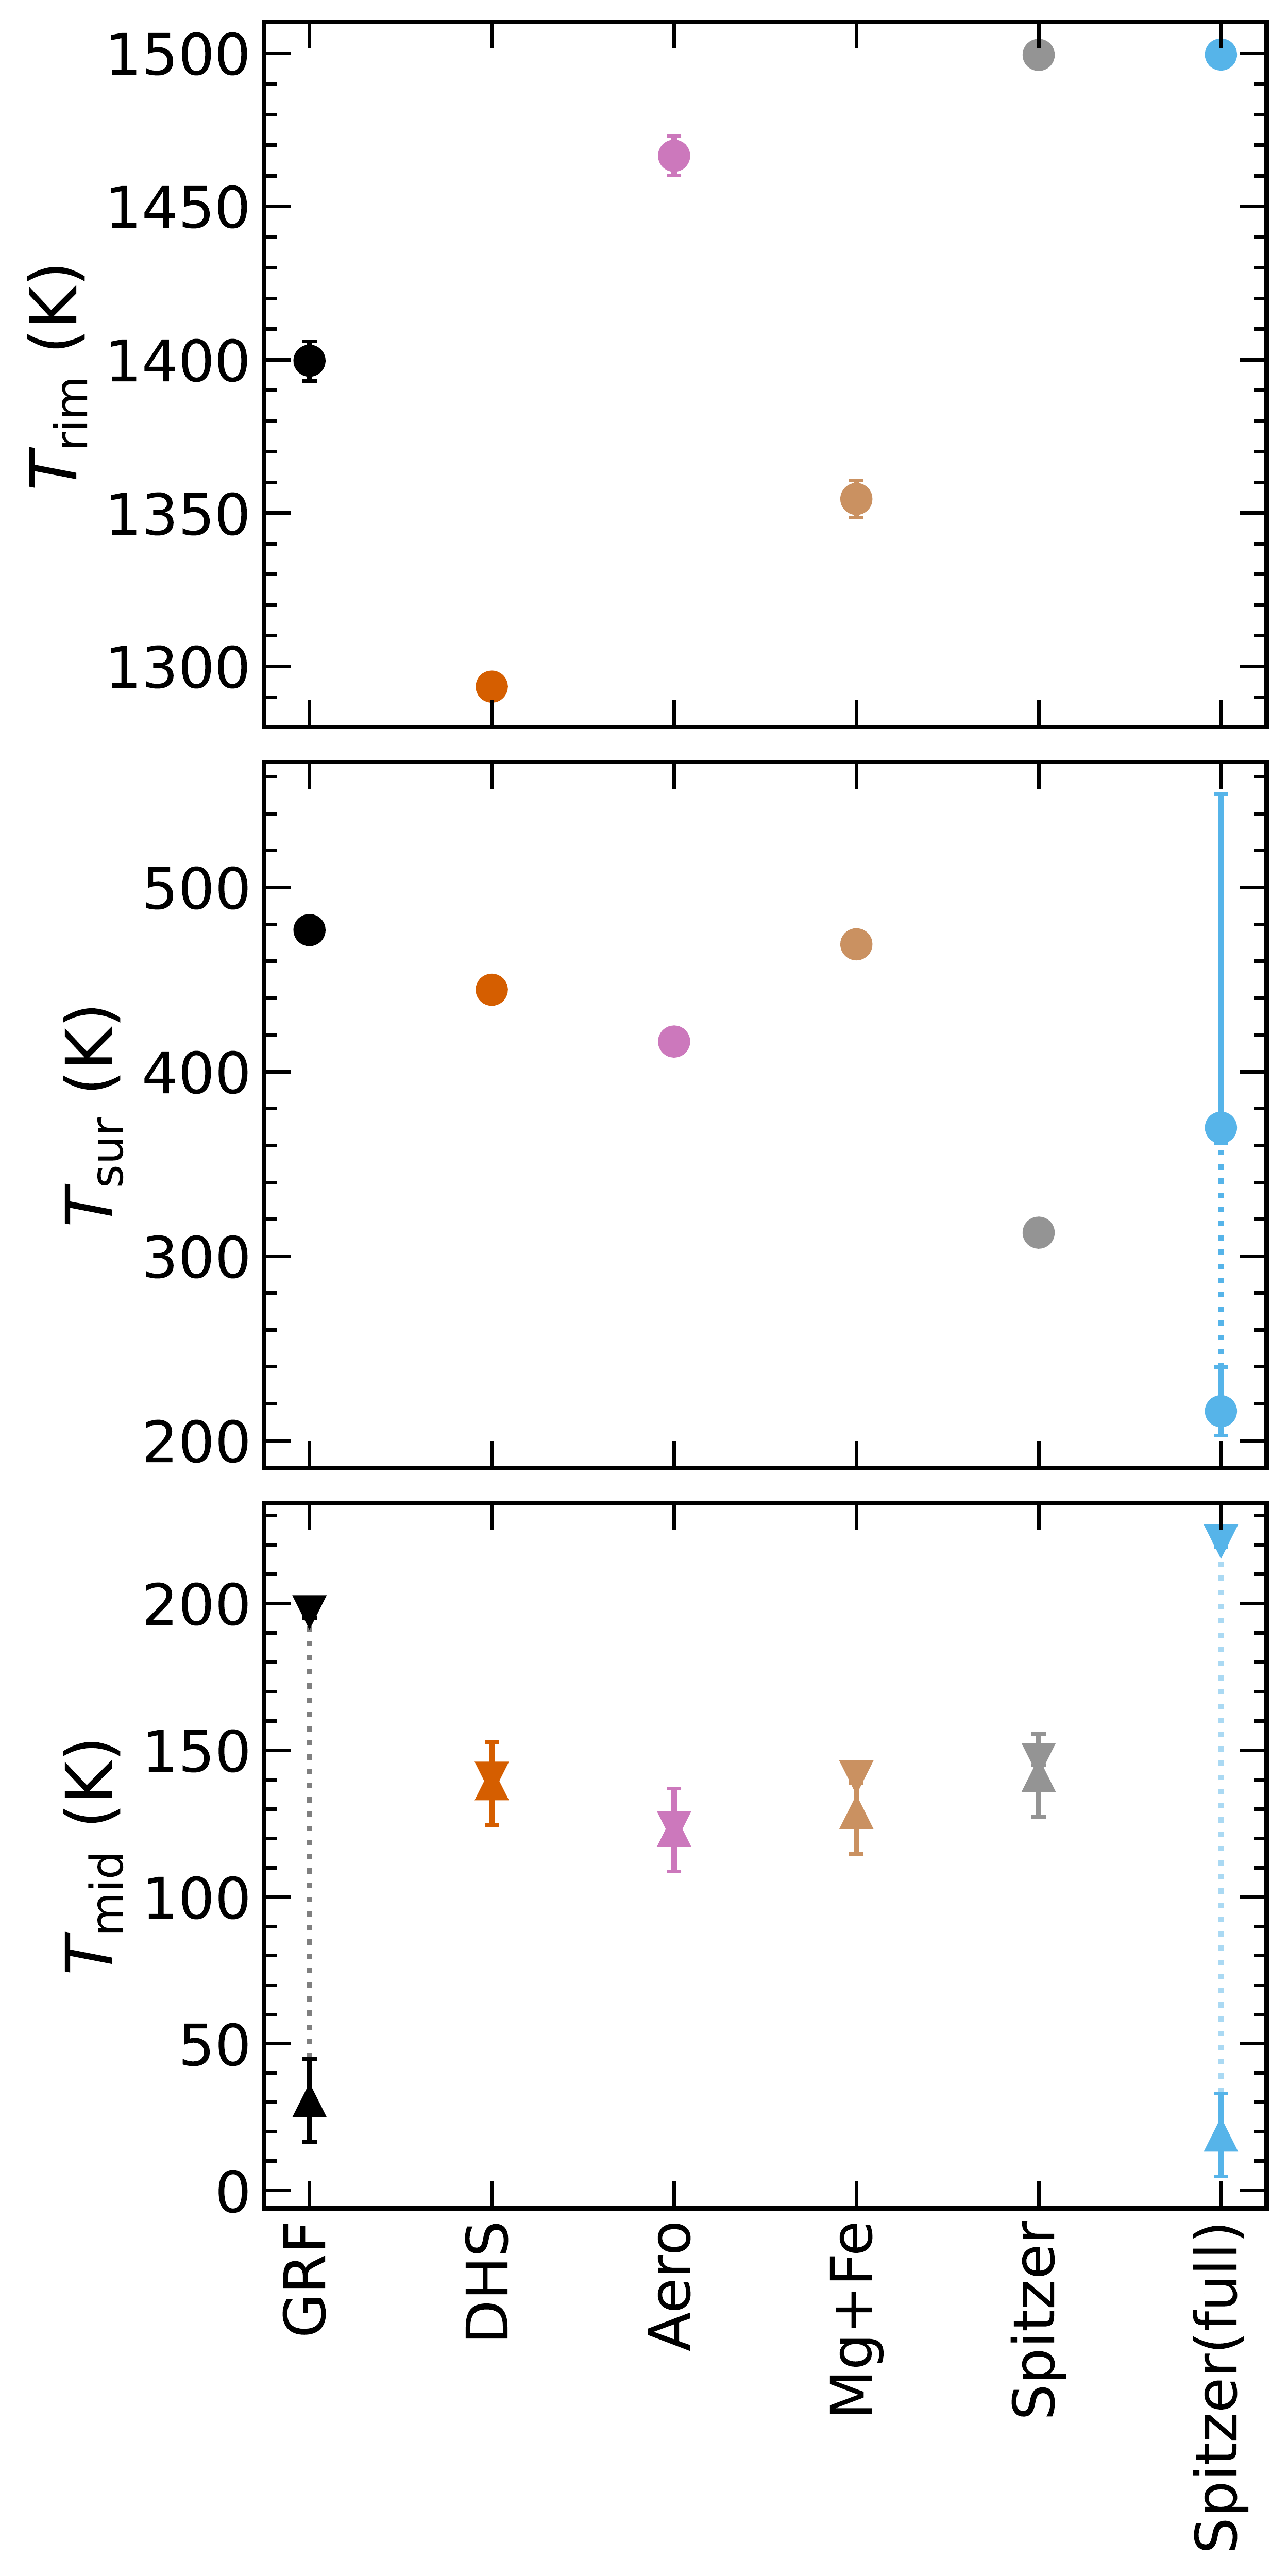 1500
1450
1400
1350
1300
T_rim (K)
500
400
300
200
T_sur (K)
200
150
100
50
0
T_mid (K)
GRF
DHS
Aero
Mg+Fe
Spitzer
Spitzer(full)